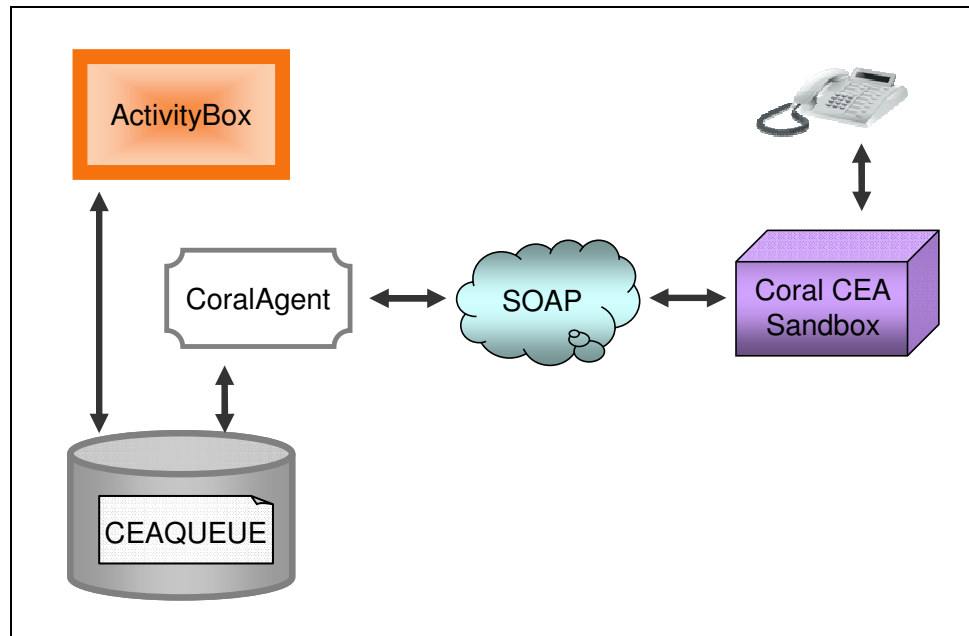 ActivityBox
CoralAgent
SOAP
Coral CEA
Sandbox
CEAQUEUE